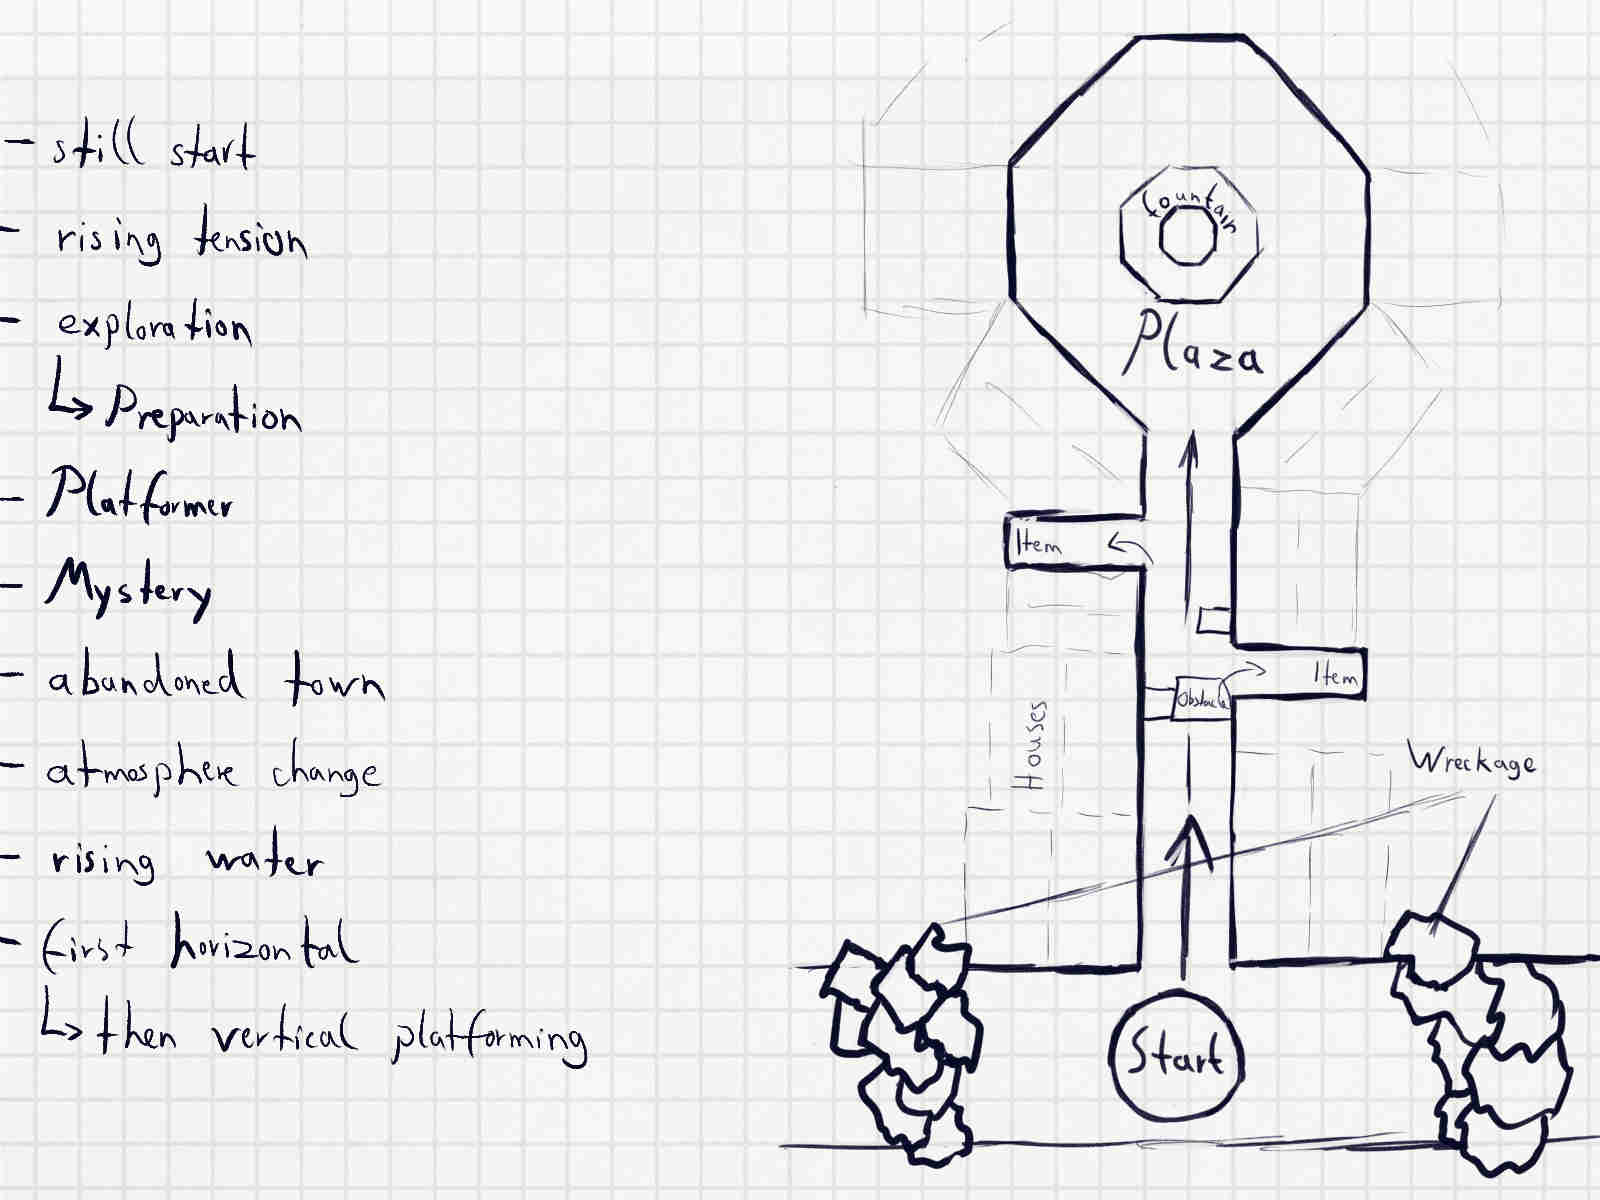 - still start
- rising tension
- exploration
↳ Preparation
- Platformer
- Mystery
- abandoned town
- atmosphere change
- rising water
- first horizontal
↳ then vertical platforming
fountain
Plaza
Item
Item
Obstacle
Houses
Wreckage
Start